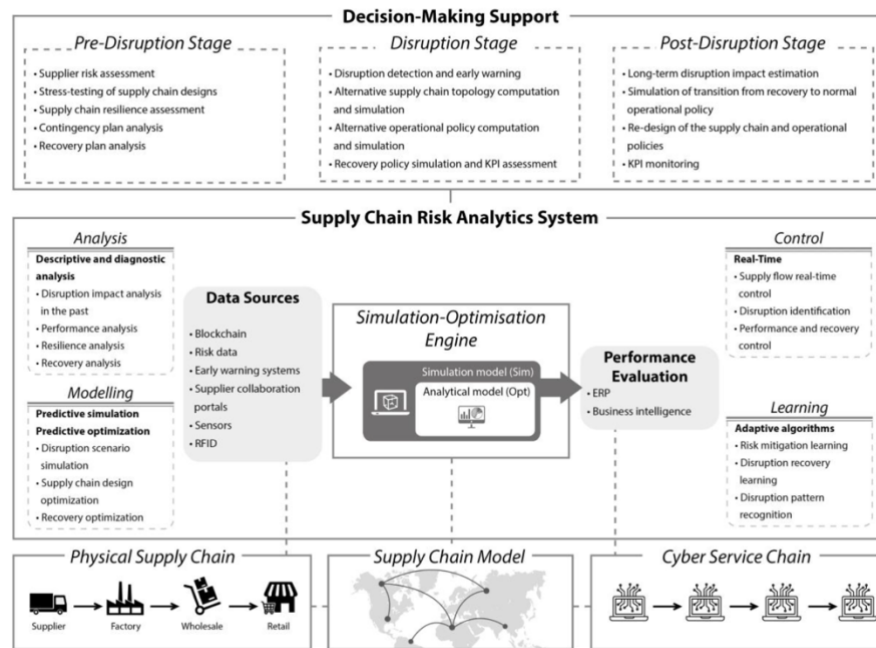 Decision-Making Support
Pre-Disruption Stage
• Supplier risk assessment
• Stress-testing of supply chain designs
• Supply chain resilience assessment
• Contingency plan analysis
• Recovery plan analysis
Disruption Stage
• Disruption detection and early warning
• Alternative supply chain topology computation
and simulation
• Alternative operational policy computation
and simulation
• Recovery policy simulation and KPI assessment
Post-Disruption Stage
• Long-term disruption impact estimation
• Simulation of transition from recovery to normal
operational policy
• Re-design of the supply chain and operational
policies
• KPI monitoring
Supply Chain Risk Analytics System
Analysis
Descriptive and diagnostic
analysis
• Disruption impact analysis
in the past
• Performance analysis
• Resilience analysis
• Recovery analysis
Modelling
Predictive simulation
Predictive optimization
• Disruption scenario
simulation
• Supply chain design
optimization
• Recovery optimization
Data Sources
• Blockchain
• Risk data
• Early warning systems
• Supplier collaboration
portals
• Sensors
• RFID
Simulation-Optimisation
Engine
Simulation model (Sim)
Analytical model (Opt)
Performance
Evaluation
• ERP
• Business intelligence
Control
Real-Time
• Supply flow real-time
control
• Disruption identification
• Performance and recovery
control
Learning
Adaptive algorithms
• Risk mitigation learning
• Disruption recovery
learning
• Disruption pattern
recognition
Physical Supply Chain
Supplier
Factory
Wholesale
Retail
Supply Chain Model
Cyber Service Chain